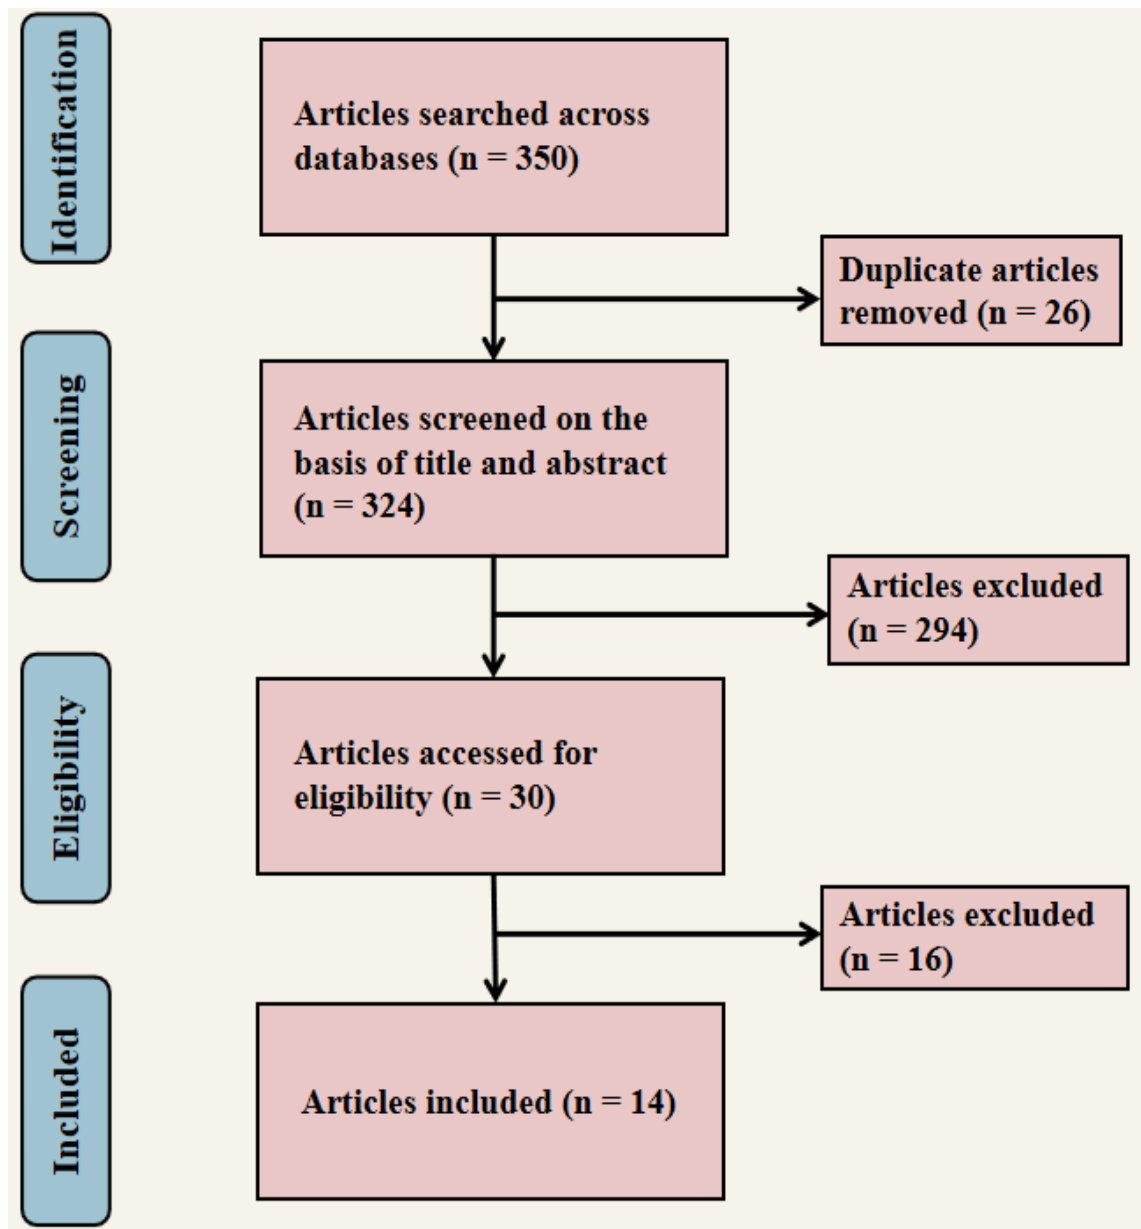 Identification
Articles searched across
databases (n = 350)
Duplicate articles
removed (n = 26)
Screening
Articles screened on the
basis of title and abstract
(n = 324)
Articles excluded
(n = 294)
Eligibility
Articles accessed for
eligibility (n = 30)
Articles excluded
(n = 16)
Included
Articles included (n = 14)